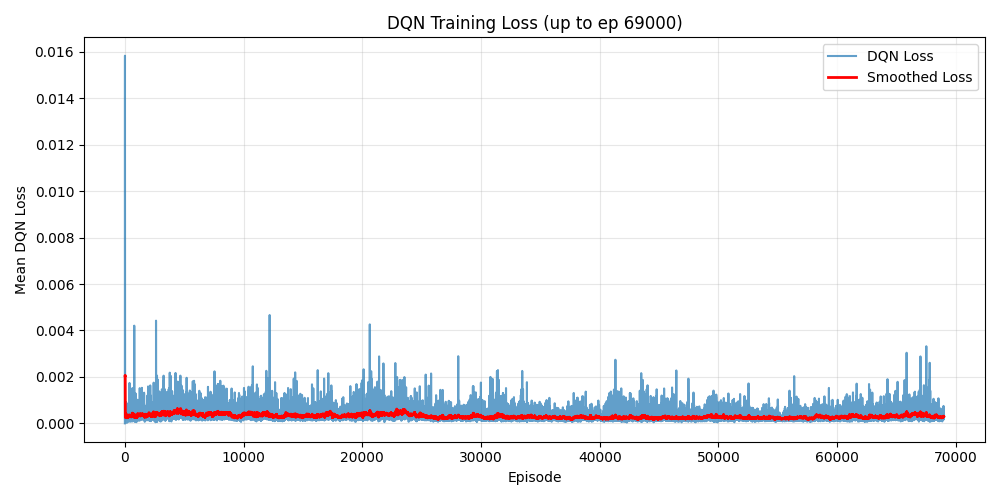 DQN Training Loss (up to ep 69000)
DQN Loss
Smoothed Loss
Mean DQN Loss
0.016
0.014
0.012
0.010
0.008
0.006
0.004
0.002
0.000
0 10000 20000 30000 40000 50000 60000 70000
Episode